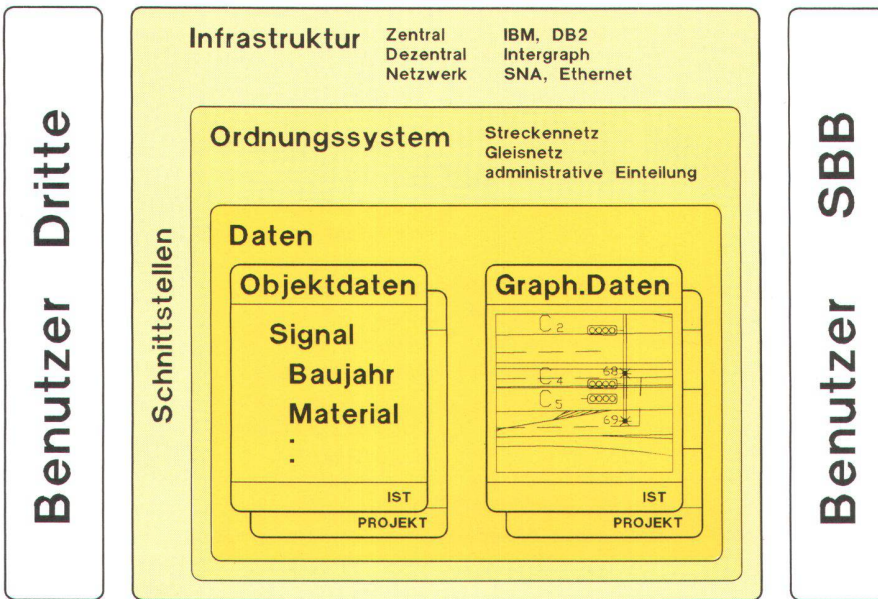 Benutzer Dritte
Infrastruktur
Zentral IBM, DB2
Dezentral Intergraph
Netzwerk SNA, Ethernet
Schnittstellen
Ordnungssystem
Streckennetz
Gleisnetz
administrative Einteilung
Daten
Objektdaten
Signal
Baujahr
Material
:
IST
PROJEKT
Graph.Daten
C2
68
C4
C5
69
IST
PROJEKT
Benutzer SBB